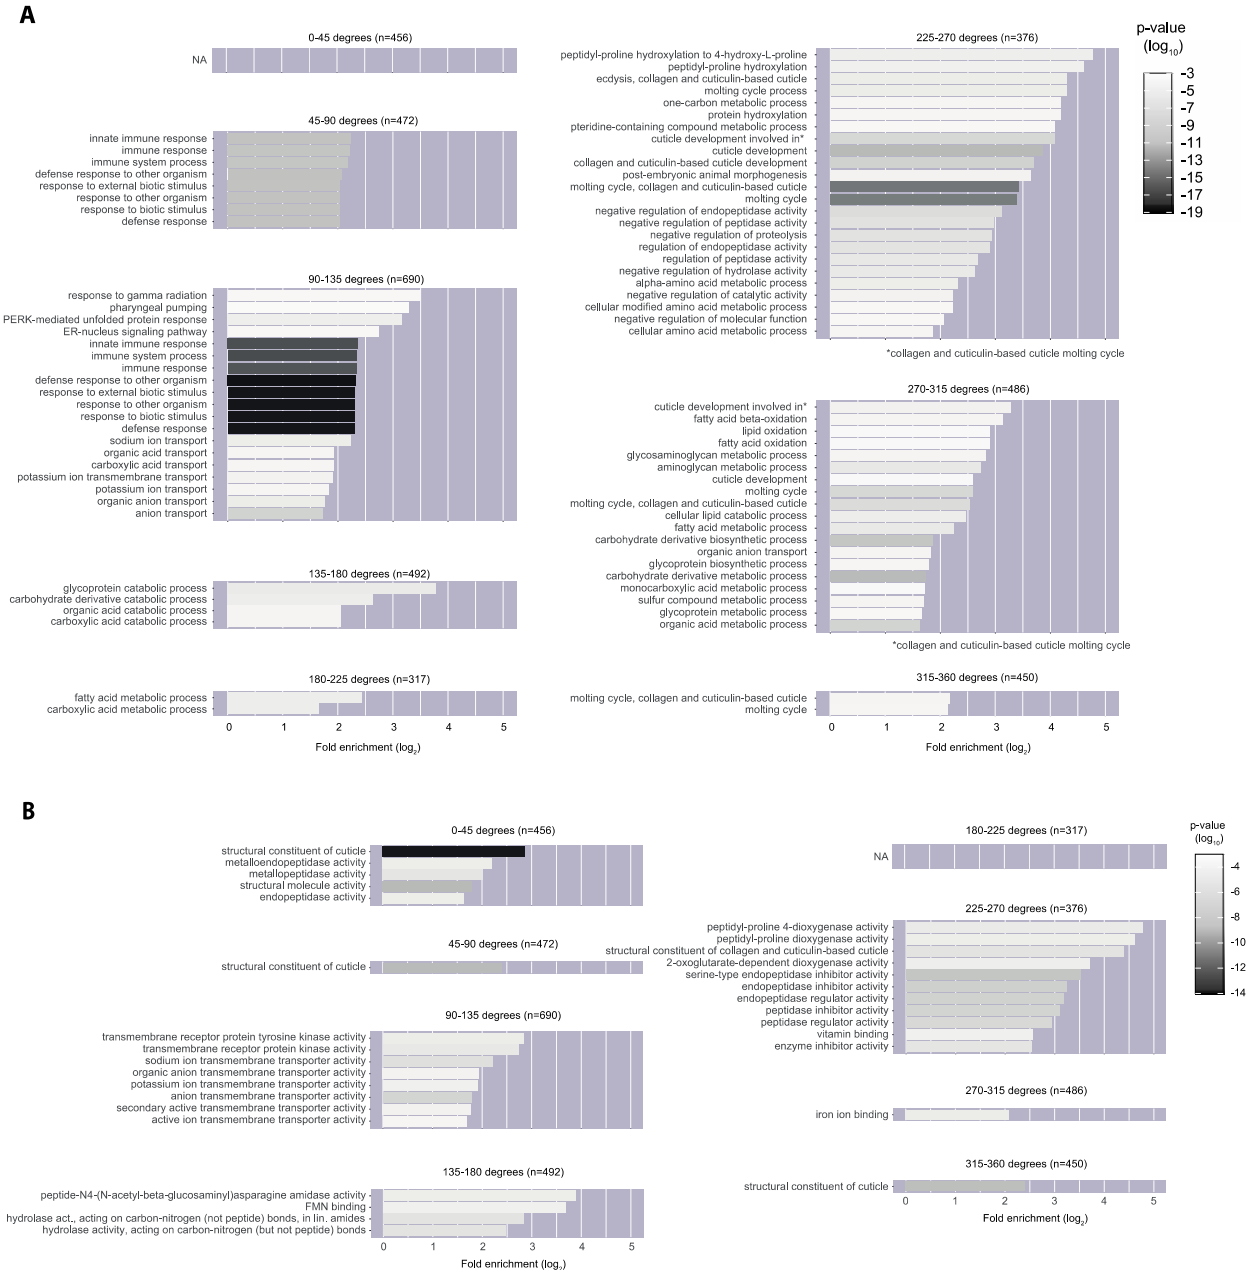 A
0-45 degrees (n=456)
NA
45-90 degrees (n=472)
innate immune response
immune response
immune system process
defense response to other organism
response to external biotic stimulus
response to other organism
response to biotic stimulus
defense response
90-135 degrees (n=690)
response to gamma radiation
pharyngeal pumping
PERK-mediated unfolded protein response
ER-nucleus signaling pathway
innate immune response
immune system process
immune response
defense response to other organism
response to external biotic stimulus
response to other organism
response to biotic stimulus
defense response
sodium ion transport
organic acid transport
carboxylic acid transport
potassium ion transmembrane transport
potassium ion transport
organic anion transport
anion transport
135-180 degrees (n=492)
glycoprotein catabolic process
carbohydrate derivative catabolic process
organic acid catabolic process
carboxylic acid catabolic process
180-225 degrees (n=317)
fatty acid metabolic process
carboxylic acid metabolic process
0 1 2 3 4 5
Fold enrichment (log2)
225-270 degrees (n=376)
peptidyl-proline hydroxylation to 4-hydroxy-L-proline
peptidyl-proline hydroxylation
ecdysis, collagen and cuticulin-based cuticle
molting cycle process
one-carbon metabolic process
protein hydroxylation
pteridine-containing compound metabolic process
cuticle development involved in*
cuticle development
collagen and cuticulin-based cuticle development
post-embryonic animal morphogenesis
molting cycle, collagen and cuticulin-based cuticle
molting cycle
negative regulation of endopeptidase activity
negative regulation of peptidase activity
negative regulation of proteolysis
regulation of endopeptidase activity
regulation of peptidase activity
negative regulation of hydrolase activity
alpha-amino acid metabolic process
negative regulation of catalytic activity
cellular modified amino acid metabolic process
negative regulation of molecular function
cellular amino acid metabolic process
*collagen and cuticulin-based cuticle molting cycle
270-315 degrees (n=486)
cuticle development involved in*
fatty acid beta-oxidation
lipid oxidation
fatty acid oxidation
glycosaminoglycan metabolic process
aminoglycan metabolic process
cuticle development
molting cycle
molting cycle, collagen and cuticulin-based cuticle
cellular lipid catabolic process
fatty acid metabolic process
carbohydrate derivative biosynthetic process
organic anion transport
glycoprotein biosynthetic process
carbohydrate derivative metabolic process
monocarboxylic acid metabolic process
sulfur compound metabolic process
glycoprotein metabolic process
organic acid metabolic process
*collagen and cuticulin-based cuticle molting cycle
315-360 degrees (n=450)
molting cycle, collagen and cuticulin-based cuticle
molting cycle
0 1 2 3 4 5
Fold enrichment (log2)
p-value
(log10)
-3
-5
-7
-9
-11
-13
-15
-17
-19
B
0-45 degrees (n=456)
structural constituent of cuticle
metalloendopeptidase activity
metallopeptidase activity
structural molecule activity
endopeptidase activity
45-90 degrees (n=472)
structural constituent of cuticle
90-135 degrees (n=690)
transmembrane receptor protein tyrosine kinase activity
transmembrane receptor protein kinase activity
sodium ion transmembrane transporter activity
organic anion transmembrane transporter activity
potassium ion transmembrane transporter activity
anion transmembrane transporter activity
secondary active transmembrane transporter activity
active ion transmembrane transporter activity
135-180 degrees (n=492)
peptide-N4-(N-acetyl-beta-glucosaminyl)asparagine amidase activity
FMN binding
hydrolase act., acting on carbon-nitrogen (not peptide) bonds, in lin. amides
hydrolase activity, acting on carbon-nitrogen (but not peptide) bonds
0 1 2 3 4 5
Fold enrichment (log2)
180-225 degrees (n=317)
NA
225-270 degrees (n=376)
peptidyl-proline 4-dioxygenase activity
peptidyl-proline dioxygenase activity
structural constituent of collagen and cuticulin-based cuticle
2-oxoglutarate-dependent dioxygenase activity
serine-type endopeptidase inhibitor activity
endopeptidase inhibitor activity
endopeptidase regulator activity
peptidase inhibitor activity
peptidase regulator activity
vitamin binding
enzyme inhibitor activity
270-315 degrees (n=486)
iron ion binding
315-360 degrees (n=450)
structural constituent of cuticle
0 1 2 3 4 5
Fold enrichment (log2)
p-value
(log10)
-4
-6
-8
-10
-12
-14